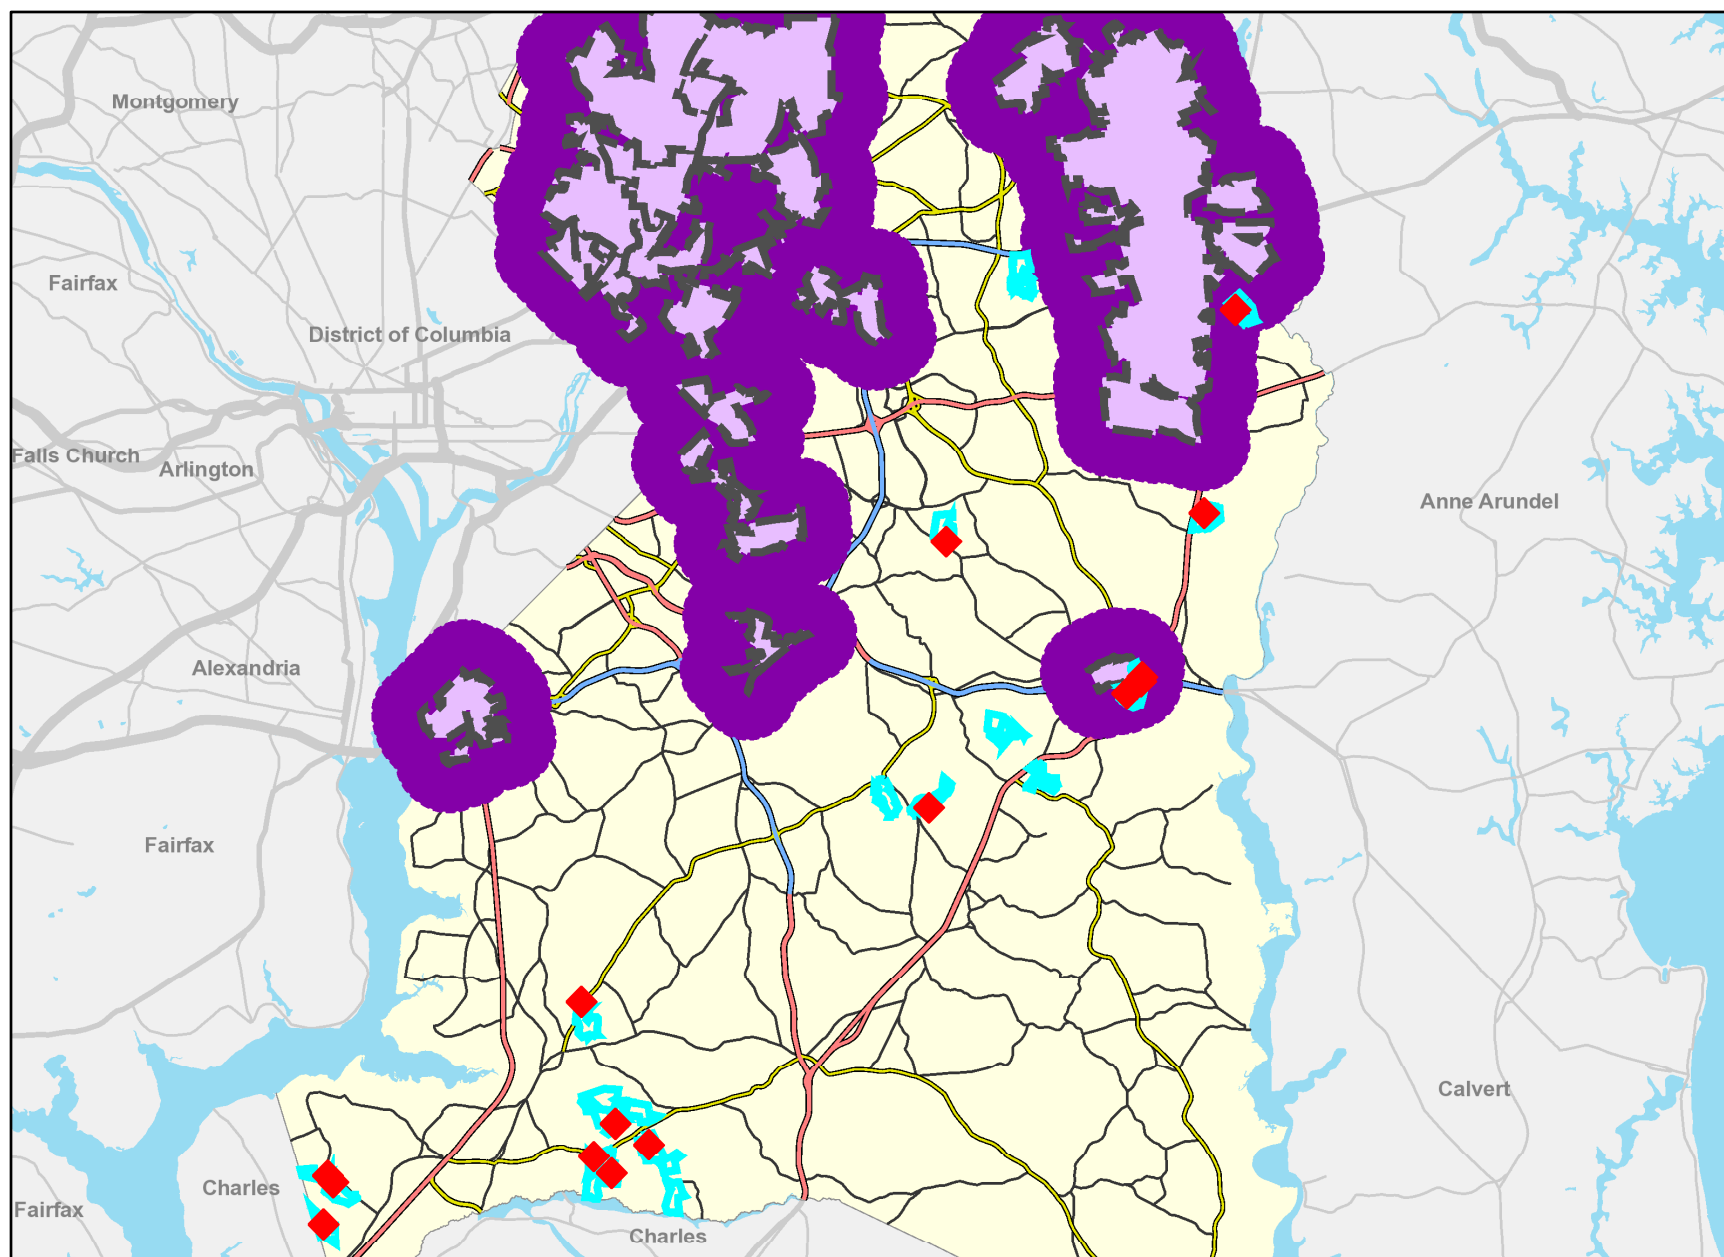 Montgomery
Fairfax
District of Columbia
Falls Church
Arlington
Anne Arundel
Alexandria
Fairfax
Calvert
Charles
Fairfax
Charles